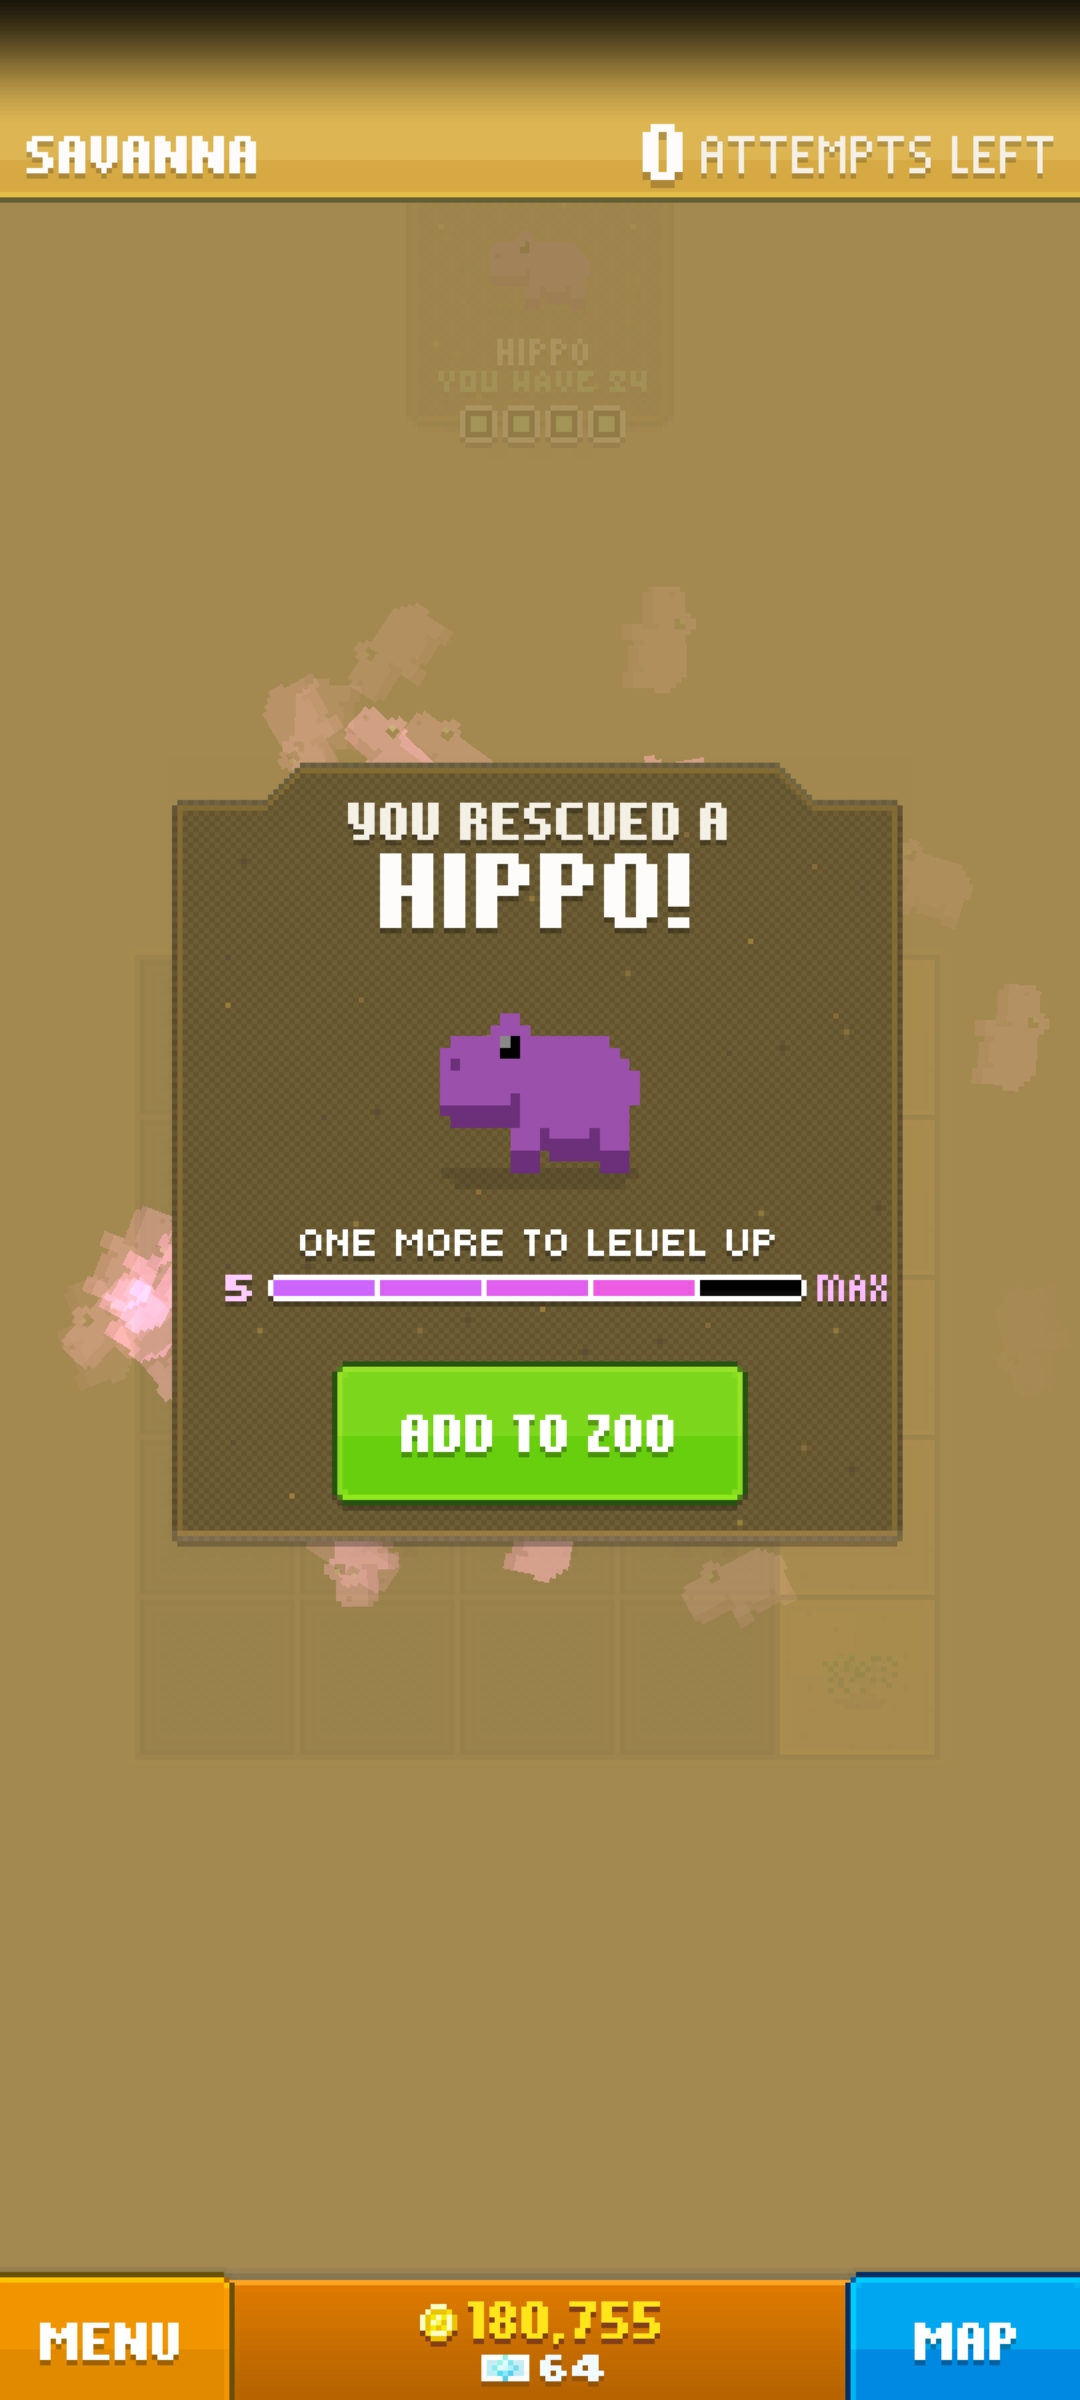 SAVANNA
0 ATTEMPTS LEFT
HIPPO
YOU HAVE 24
YOU RESCUED A
HIPPO!
ONE MORE TO LEVEL UP
5 MAX
ADD TO ZOO
MENU
180,755
64
MAP